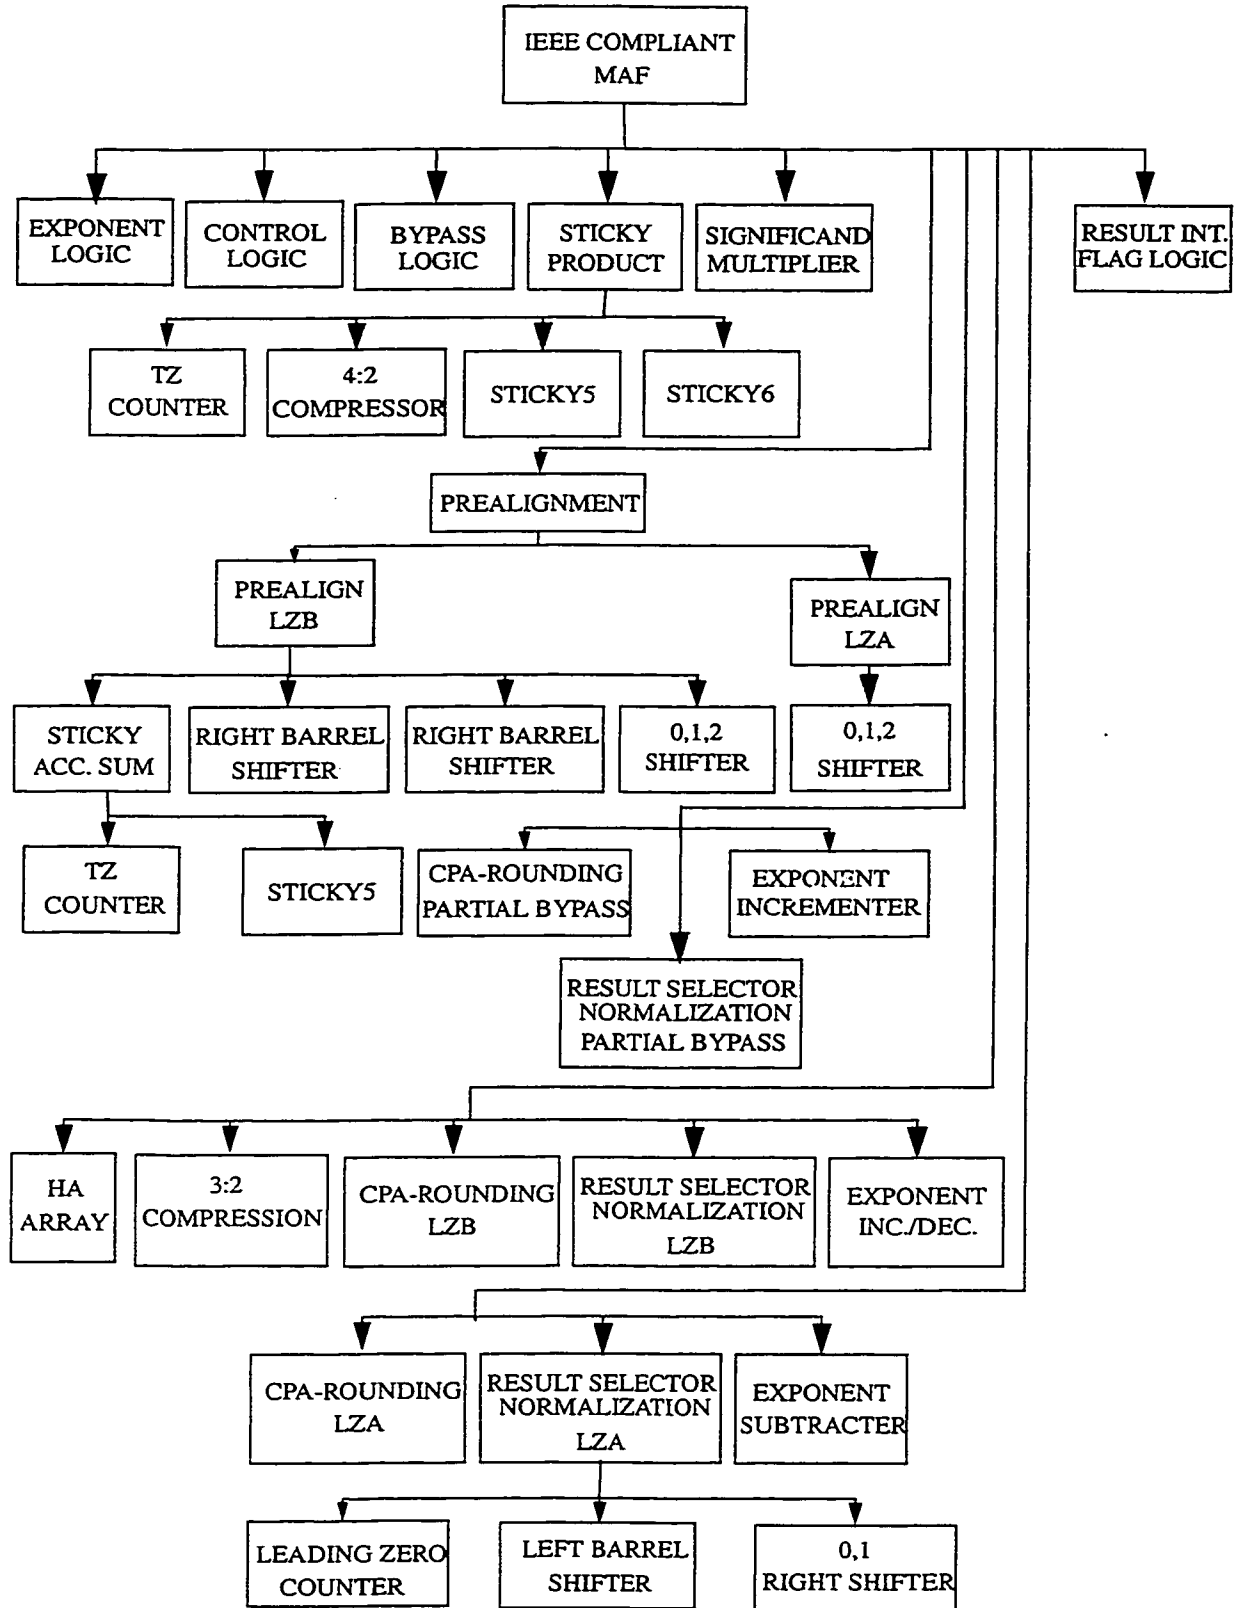 IEEE COMPLIANT
MAF
EXPONENT
LOGIC
CONTROL
LOGIC
BYPASS
LOGIC
STICKY
PRODUCT
SIGNIFICAND
MULTIPLIER
RESULT INT.
FLAG LOGIC
TZ
COUNTER
4:2
COMPRESSOR
STICKY5
STICKY6
PREALIGNMENT
PREALIGN
LZB
PREALIGN
LZA
STICKY
ACC. SUM
RIGHT BARREL
SHIFTER
RIGHT BARREL
SHIFTER
0,1,2
SHIFTER
0,1,2
SHIFTER
TZ
COUNTER
STICKY5
CPA-ROUNDING
PARTIAL BYPASS
EXPONENT
INCREMENTER
RESULT SELECTOR
NORMALIZATION
PARTIAL BYPASS
HA
ARRAY
3:2
COMPRESSION
CPA-ROUNDING
LZB
RESULT SELECTOR
NORMALIZATION
LZB
EXPONENT
INC./DEC.
CPA-ROUNDING
LZA
RESULT SELECTOR
NORMALIZATION
LZA
EXPONENT
SUBTRACTER
LEADING ZERO
COUNTER
LEFT BARREL
SHIFTER
0,1
RIGHT SHIFTER